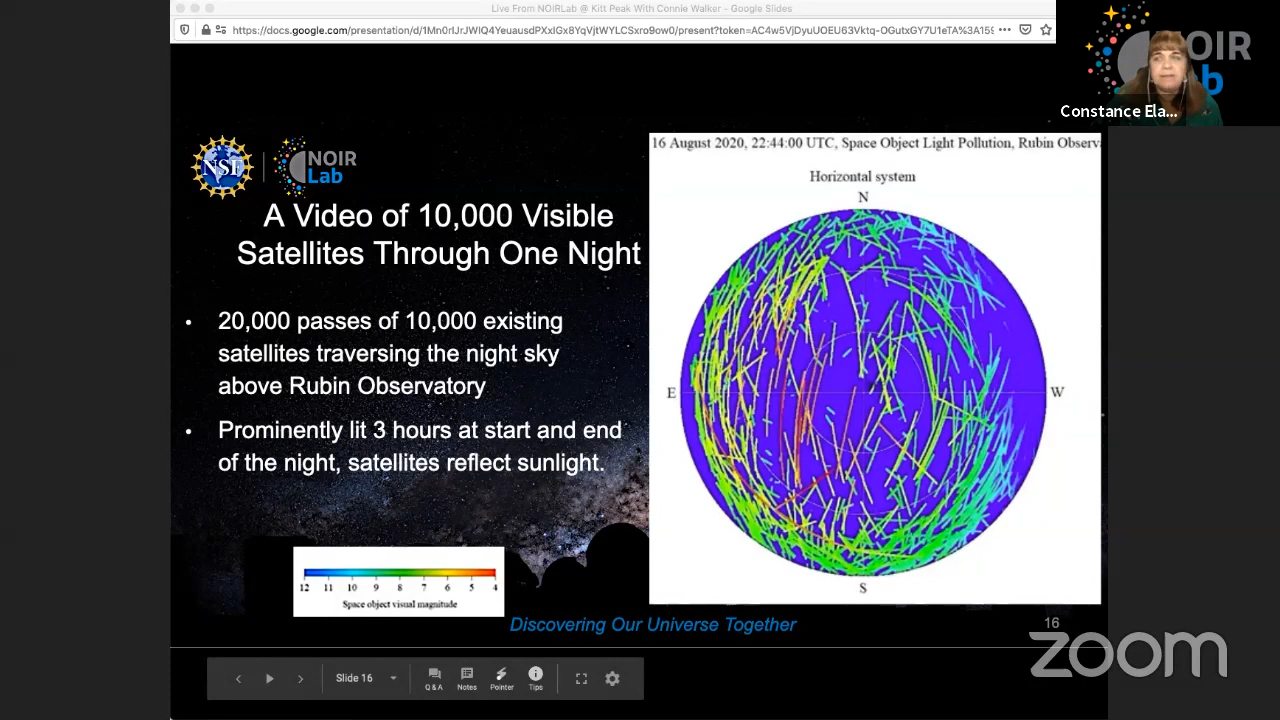 Live From NOIRLab @ Kitt Peak With Connie Walker - Google Slides
NOIR
Lab
Constance Ela...
NSF
NOIR
Lab
A Video of 10,000 Visible
Satellites Through One Night
• 20,000 passes of 10,000 existing
satellites traversing the night sky
above Rubin Observatory
• Prominently lit 3 hours at start and end
of the night, satellites reflect sunlight.
16 August 2020, 22:44:00 UTC, Space Object Light Pollution, Rubin Observ
Horizontal system
N
E
W
S
12 11 10 9 8 7 6 5 4
Space object visual magnitude
Discovering Our Universe Together
16
zoom
Slide 16
Q & A
Notes
Pointer
Tips